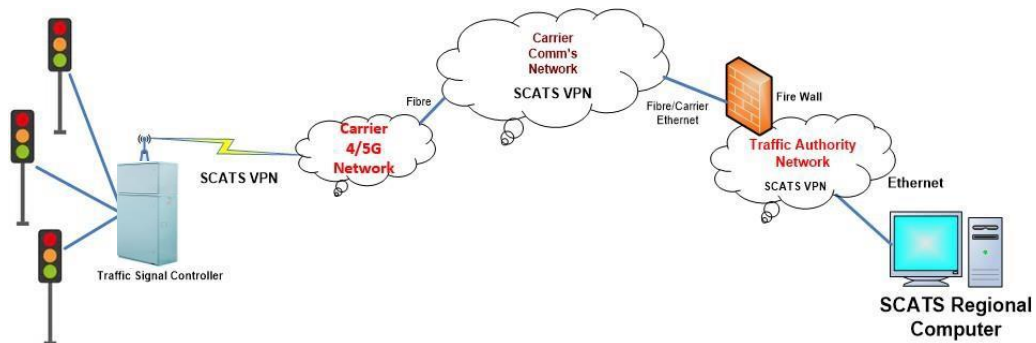 Traffic Signal Controller
SCATS VPN
Carrier
4/5G
Network
Fibre
Carrier
Comm's
Network
SCATS VPN
Fibre/Carrier
Ethernet
Fire Wall
Traffic Authority
Network
SCATS VPN
Ethernet
SCATS Regional
Computer